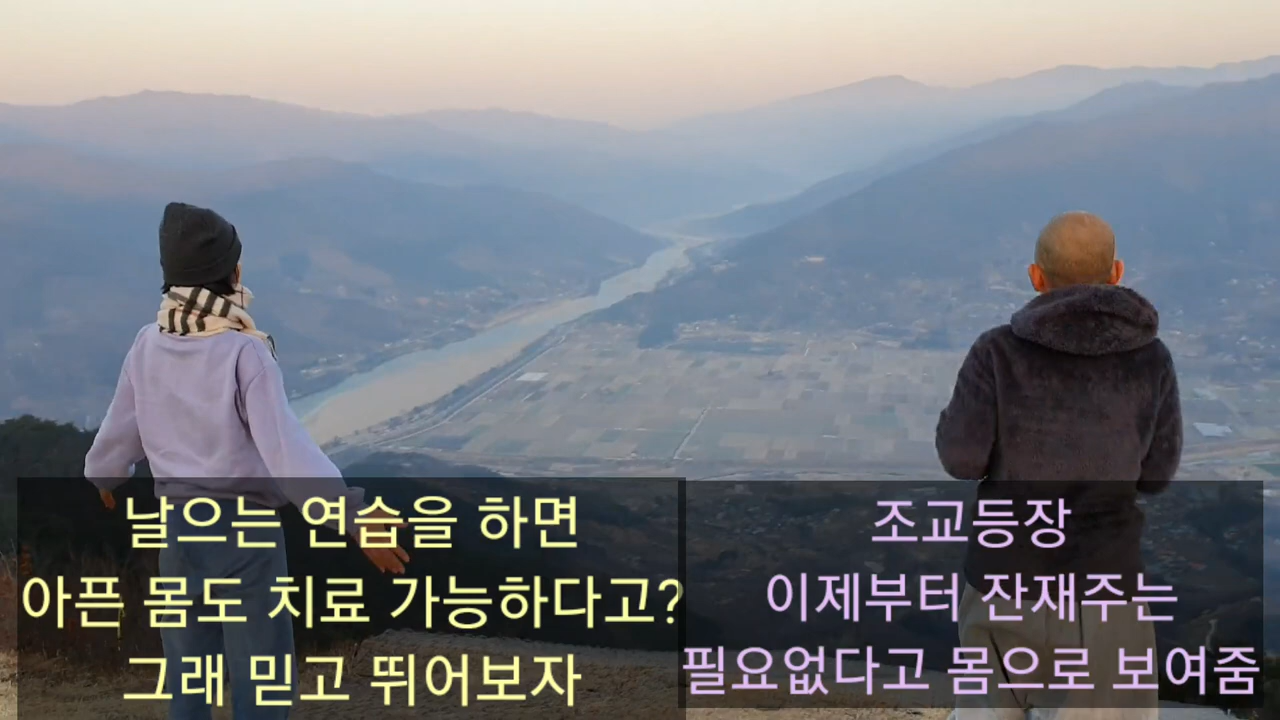 날으는 연습을 하면
아픈 몸도 치료 가능하다고?
그래 믿고 뛰어보자
조교등장
이제부터 잔재주는
필요없다고 몸으로 보여줌